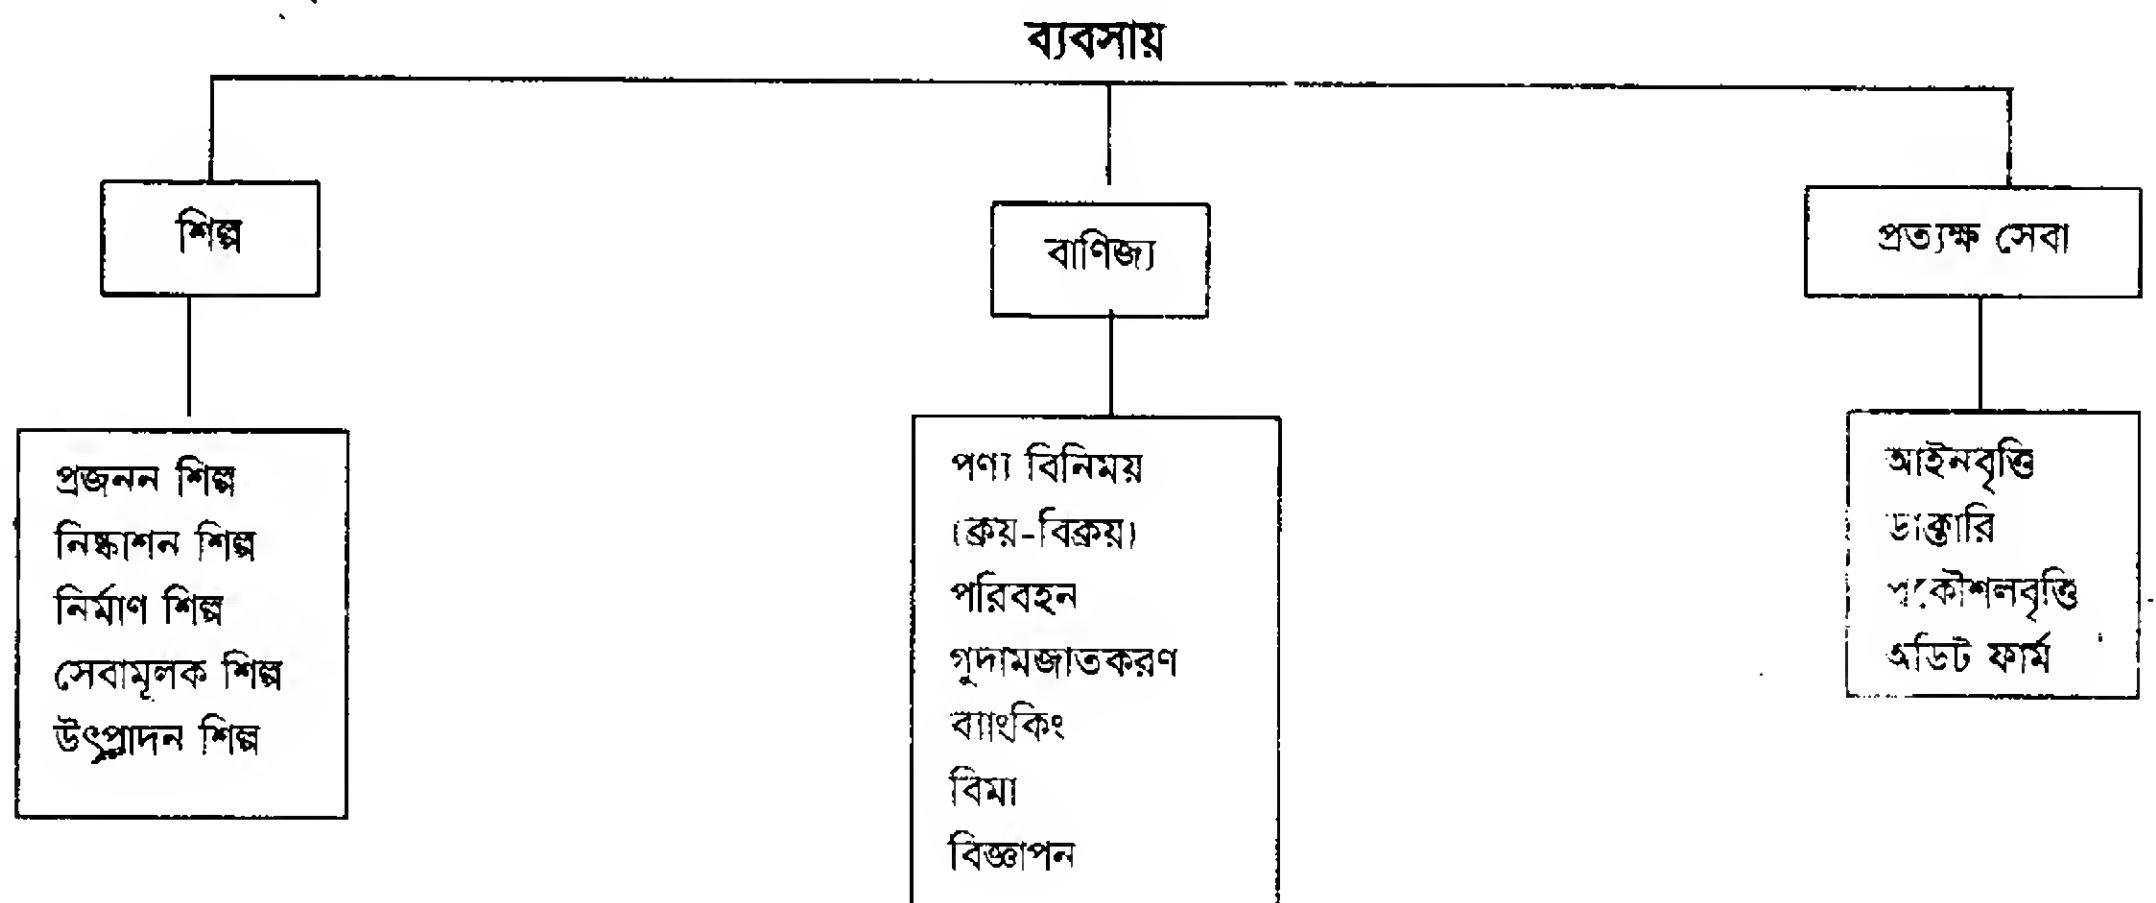 ব্যবসায়
শিল্প
বাণিজ্য
প্রত্যক্ষ সেবা
প্রজনন শিল্প
নিষ্কাশন শিল্প
নির্মাণ শিল্প
সেবামূলক শিল্প
উৎপাদন শিল্প
পণ্য বিনিময়
(ক্রয়-বিক্রয়)
পরিবহন
গুদামজাতকরণ
ব্যাংকিং
বিমা
বিজ্ঞাপন
আইনবৃত্তি
ডাক্তারি
প্রকৌশলবৃত্তি
অডিট ফার্ম